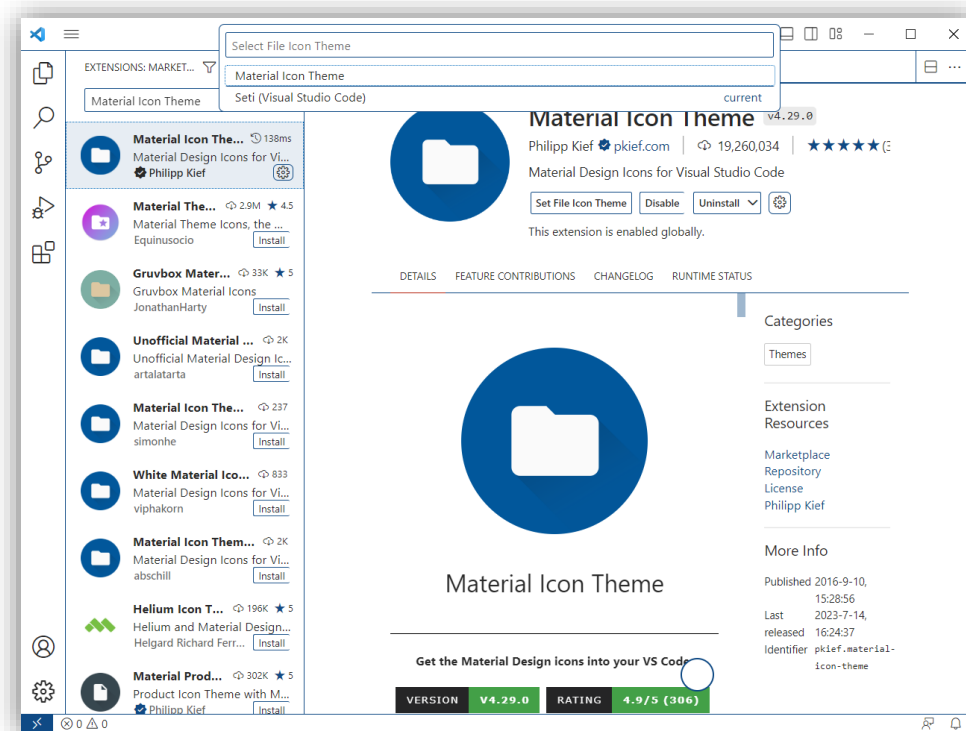 Select File Icon Theme
Material Icon Theme
Seti (Visual Studio Code) current
EXTENSIONS: MARKET...
Material Icon Theme
Material Icon The... 138ms
Material Design Icons for Vi...
Philipp Kief
Material The... 2.9M ★ 4.5
Material Theme Icons, the ...
Equinusocio Install
Gruvbox Mater... 33K ★ 5
Gruvbox Material Icons
JonathanHarty Install
Unofficial Material ... 2K
Unofficial Material Design Ic...
artalatarta Install
Material Icon The... 237
Material Design Icons for Vi...
simonhe Install
White Material Ico... 833
Material Design Icons for Vi...
viphakorn Install
Material Icon Them... 2K
Material Design Icons for Vi...
abschill Install
Helium Icon T... 196K ★ 5
Helium and Material Design...
Helgard Richard Ferr... Install
Material Prod... 302K ★ 5
Product Icon Theme with M...
Philipp Kief Install
Material Icon Theme v4.29.0
Philipp Kief pkief.com 19,260,034 ★★★★★(
Material Design Icons for Visual Studio Code
Set File Icon Theme Disable Uninstall
This extension is enabled globally.
DETAILS FEATURE CONTRIBUTIONS CHANGELOG RUNTIME STATUS
Material Icon Theme
Get the Material Design icons into your VS Code
VERSION V4.29.0 RATING 4.9/5 (306)
Categories
Themes
Extension
Resources
Marketplace
Repository
License
Philipp Kief
More Info
Published 2016-9-10,
15:28:56
Last 2023-7-14,
released 16:24:37
Identifier pkief.material-
icon-theme
0 0